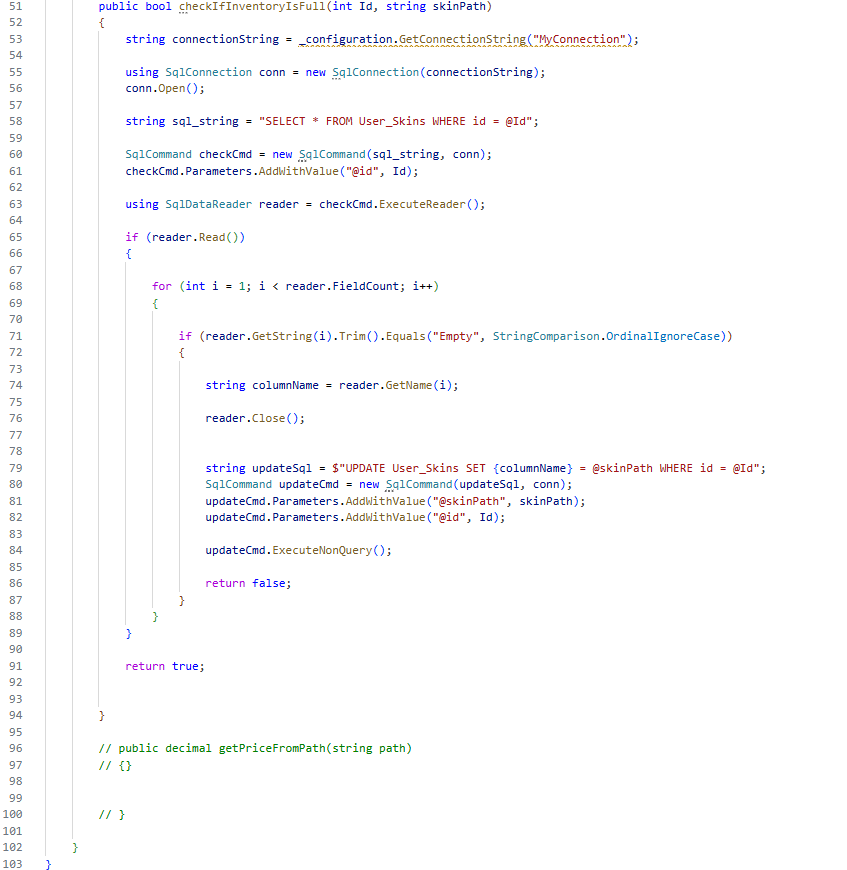 51 public bool checkIfInventoryIsFull(int Id, string skinPath)
52 {
53 string connectionString = _configuration.GetConnectionString("MyConnection");
54
55 using SqlConnection conn = new SqlConnection(connectionString);
56 conn.Open();
57
58 string sql_string = "SELECT * FROM User_Skins WHERE id = @Id";
59
60 SqlCommand checkCmd = new SqlCommand(sql_string, conn);
61 checkCmd.Parameters.AddWithValue("@id", Id);
62
63 using SqlDataReader reader = checkCmd.ExecuteReader();
64
65 if (reader.Read())
66 {
67
68 for (int i = 1; i < reader.FieldCount; i++)
69 {
70
71 if (reader.GetString(i).Trim().Equals("Empty", StringComparison.OrdinalIgnoreCase))
72 {
73
74 string columnName = reader.GetName(i);
75
76 reader.Close();
77
78
79 string updateSql = $"UPDATE User_Skins SET {columnName} = @skinPath WHERE id = @Id";
80 SqlCommand updateCmd = new SqlCommand(updateSql, conn);
81 updateCmd.Parameters.AddWithValue("@skinPath", skinPath);
82 updateCmd.Parameters.AddWithValue("@id", Id);
83
84 updateCmd.ExecuteNonQuery();
85
86 return false;
87 }
88 }
89 }
90
91 return true;
92
93
94 }
95
96 // public decimal getPriceFromPath(string path)
97 // {}
98
99
100 // }
101
102 }
103 }